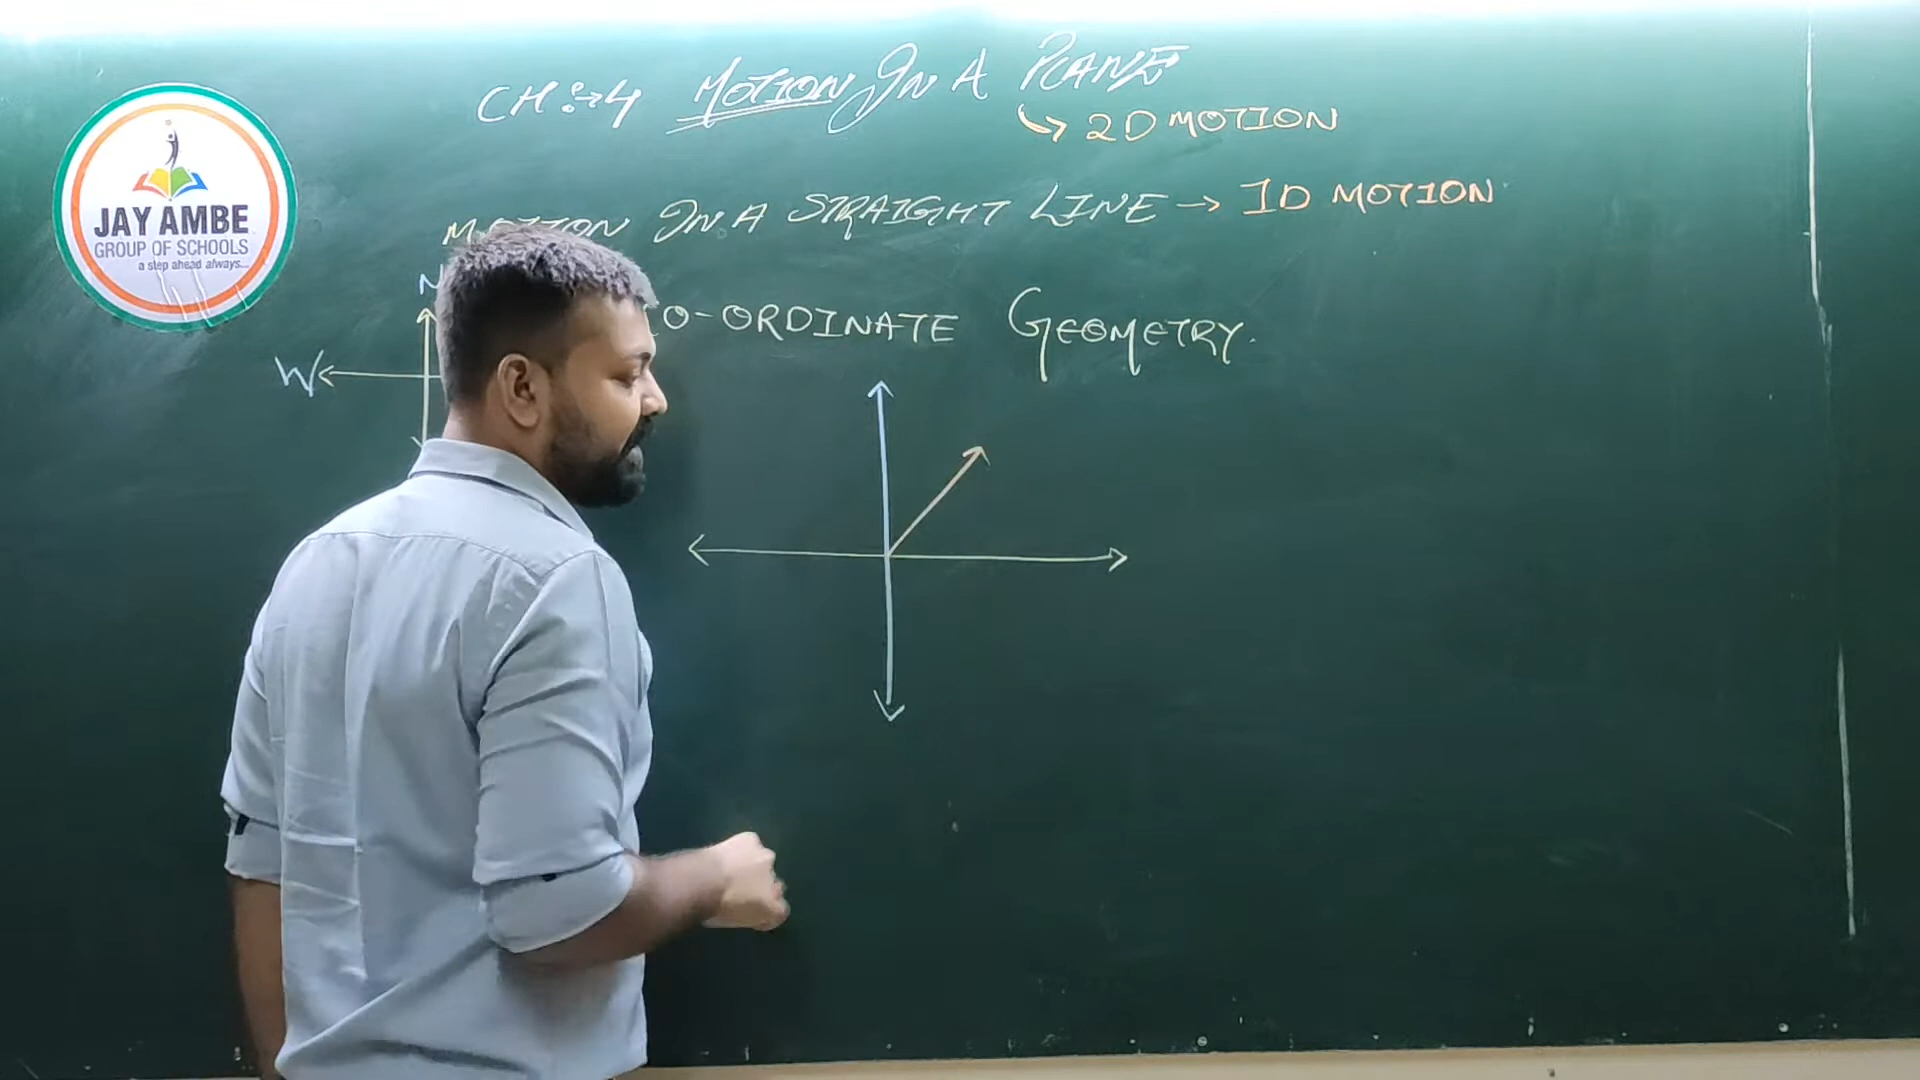 CH:→4 MOTION IN A PLANE
↳ 2D MOTION
MOTION IN A STRAIGHT LINE → 1D MOTION
N
CO-ORDINATE GEOMETRY.
W
JAY AMBE
GROUP OF SCHOOLS
a step ahead always...